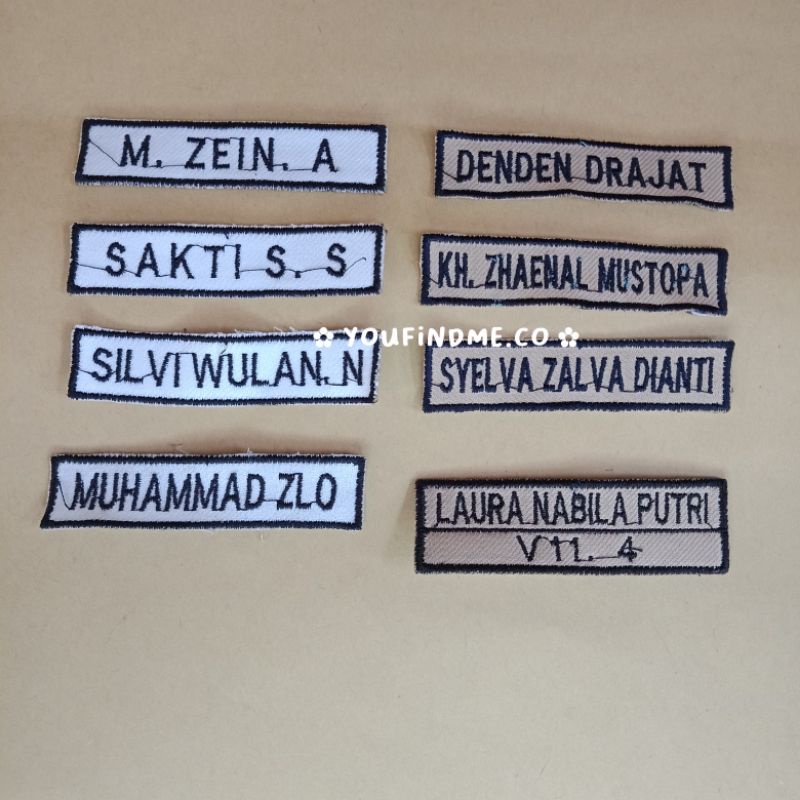 M. ZEIN. A
SAKTI S. S
SILVI WULAN. N
MUHAMMAD ZLO
DENDEN DRAJAT
KH. ZHAENAL MUSTOPA
SYELVA ZALVA DIANTI
LAURA NABILA PUTRI
V11. 4
YOUFiNDME.CO